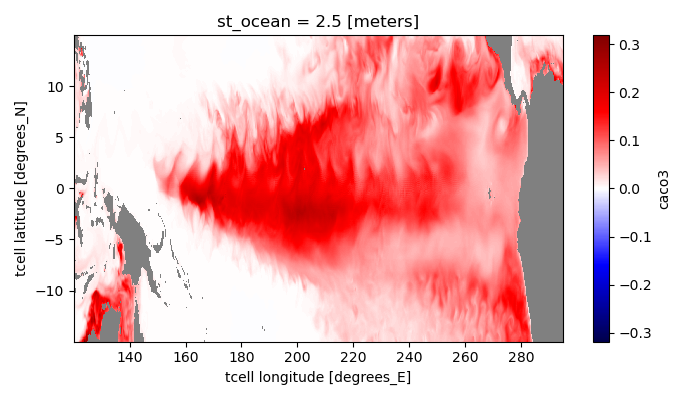 st_ocean = 2.5 [meters]
10
5
0
−5
−10
tcell latitude [degrees_N]
140 160 180 200 220 240 260 280
tcell longitude [degrees_E]
0.3
0.2
0.1
0.0
−0.1
−0.2
−0.3
caco3